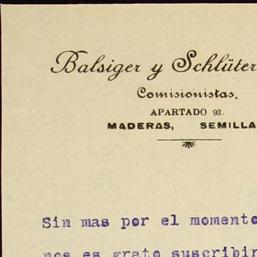 Balsiger y Schlüter
Comisionistas.
APARTADO 93.
MADERAS, SEMILLA
Sin mas por el momento
nos es grato suscribir